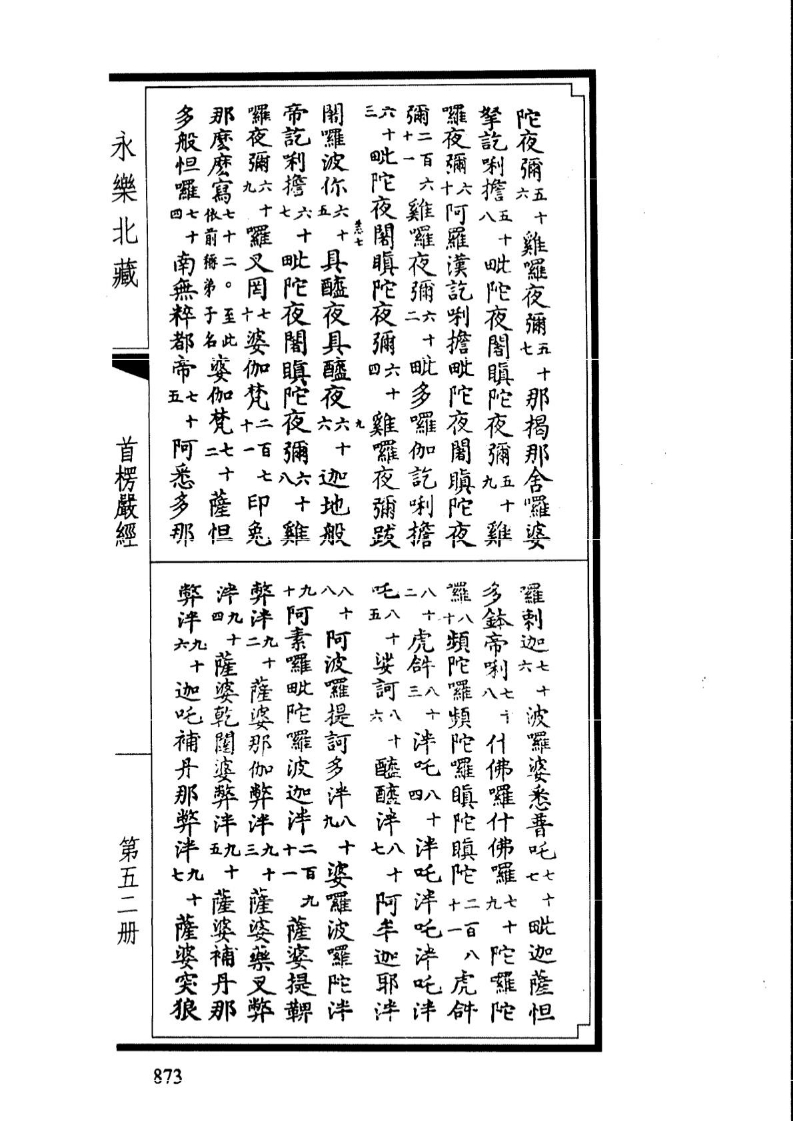 陀夜彌五十六雞囉夜彌五十七那揭那舍囉婆
拏訖唎擔五十八毗陀夜闍瞋陀夜彌五十九雞
囉夜彌六十阿羅漢訖唎擔毗陀夜闍瞋陀夜
彌二百六十一雞囉夜彌六十二毗多囉伽訖唎擔
六十三毗陀夜闍瞋陀夜彌六十四雞囉夜彌跋
闍囉波你六十五具醯夜具醯夜六十六迦地般
帝訖唎擔六十七毗陀夜闍瞋陀夜彌六十八雞
囉夜彌六十九囉叉罔七十婆伽梵二百七十一印兔
那麼麼寫七十二。至此依前稱弟子名婆伽梵七十二薩怛
多般怛囉七十四南無粹都帝七十五阿悉多那
囉剌迦七十六波囉婆悉普吒七十七毗迦薩怛
多鉢帝唎七十八什佛囉什佛囉七十九陀囉陀
囉八十頻陀囉頻陀囉瞋陀瞋陀二百八十一虎𤙖
八十二虎𤙖八十三泮吒八十四泮吒泮吒泮吒泮
吒八十五娑訶八十六醯醯泮八十七阿牟迦耶泮
八十八阿波囉提訶多泮八十九婆囉波囉陀泮
九十阿素囉毗陀囉波迦泮二百九十一薩婆提鞞
弊泮九十二薩婆那伽弊泮九十三薩婆藥叉弊
泮九十四薩婆乾闥婆弊泮九十五薩婆補丹那
弊泮九十六迦吒補丹那弊泮九十七薩婆突狼
永樂北藏
首楞嚴經
第五二册
873